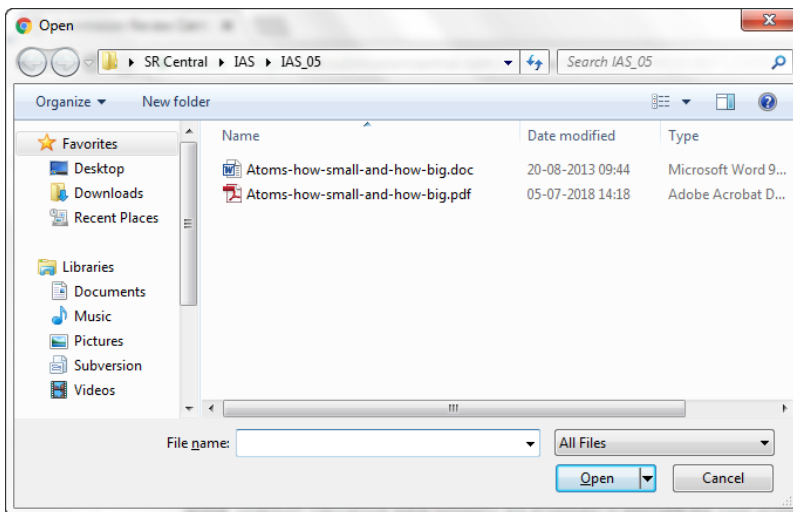 Open
SR Central IAS IAS_05
Search IAS_05
Organize New folder
Favorites
Desktop
Downloads
Recent Places
Libraries
Documents
Music
Pictures
Subversion
Videos
Name Date modified Type
Atoms-how-small-and-how-big.doc 20-08-2013 09:44 Microsoft Word 9...
Atoms-how-small-and-how-big.pdf 05-07-2018 14:18 Adobe Acrobat D...
File name: All Files
Open Cancel